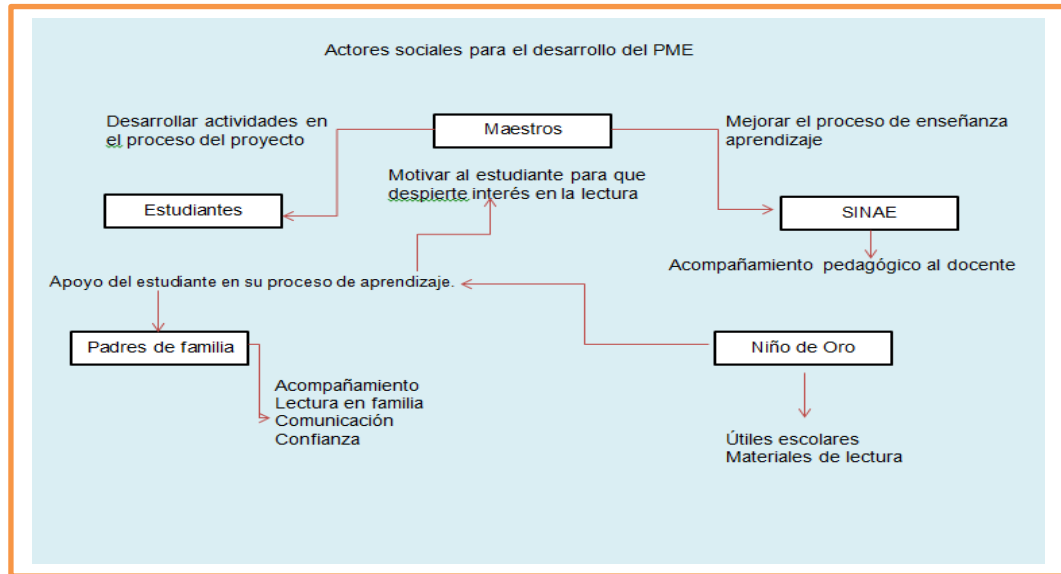 Actores sociales para el desarrollo del PME
Desarrollar actividades en
el proceso del proyecto
Maestros
Mejorar el proceso de enseñanza
aprendizaje
Motivar al estudiante para que
despierte interés en la lectura
Estudiantes
SINAE
Acompañamiento pedagógico al docente
Apoyo del estudiante en su proceso de aprendizaje.
Padres de familia
Niño de Oro
Acompañamiento
Lectura en familia
Comunicación
Confianza
Útiles escolares
Materiales de lectura